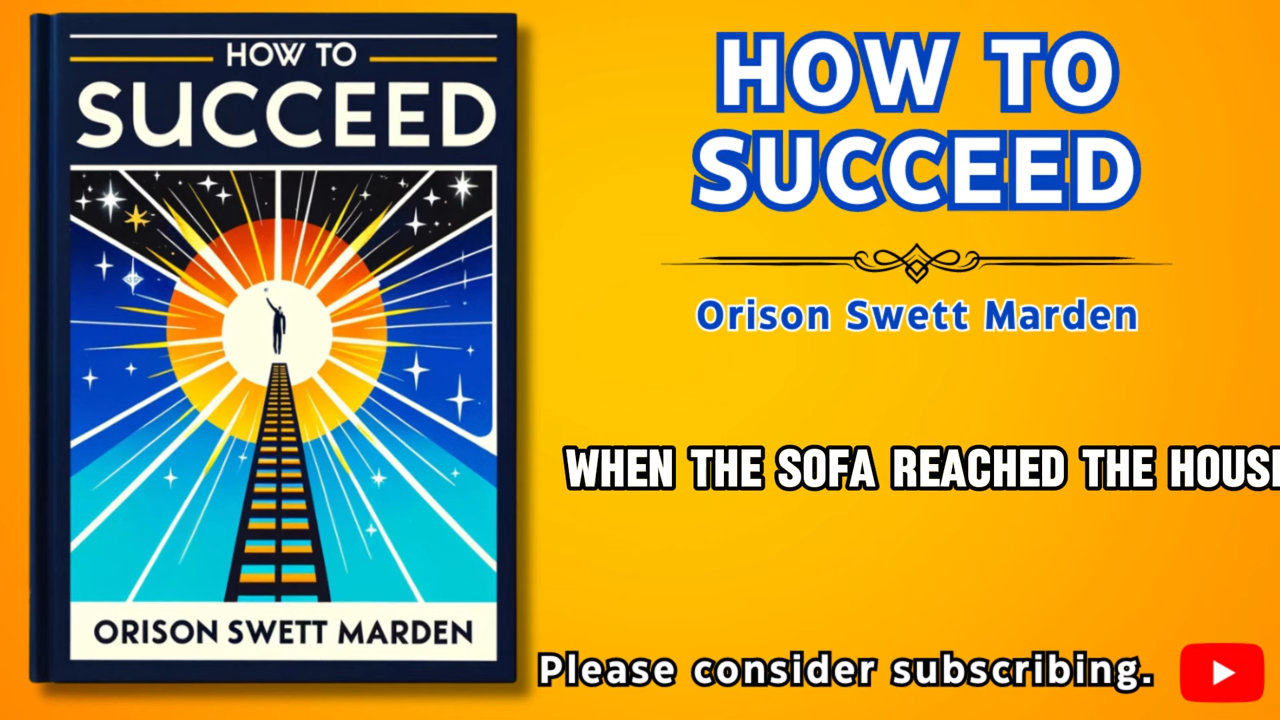 HOW TO
SUCCEED
ORISON SWETT MARDEN
HOW TO
SUCCEED
Orison Swett Marden
WHEN THE SOFA REACHED THE
Please consider subscribing.